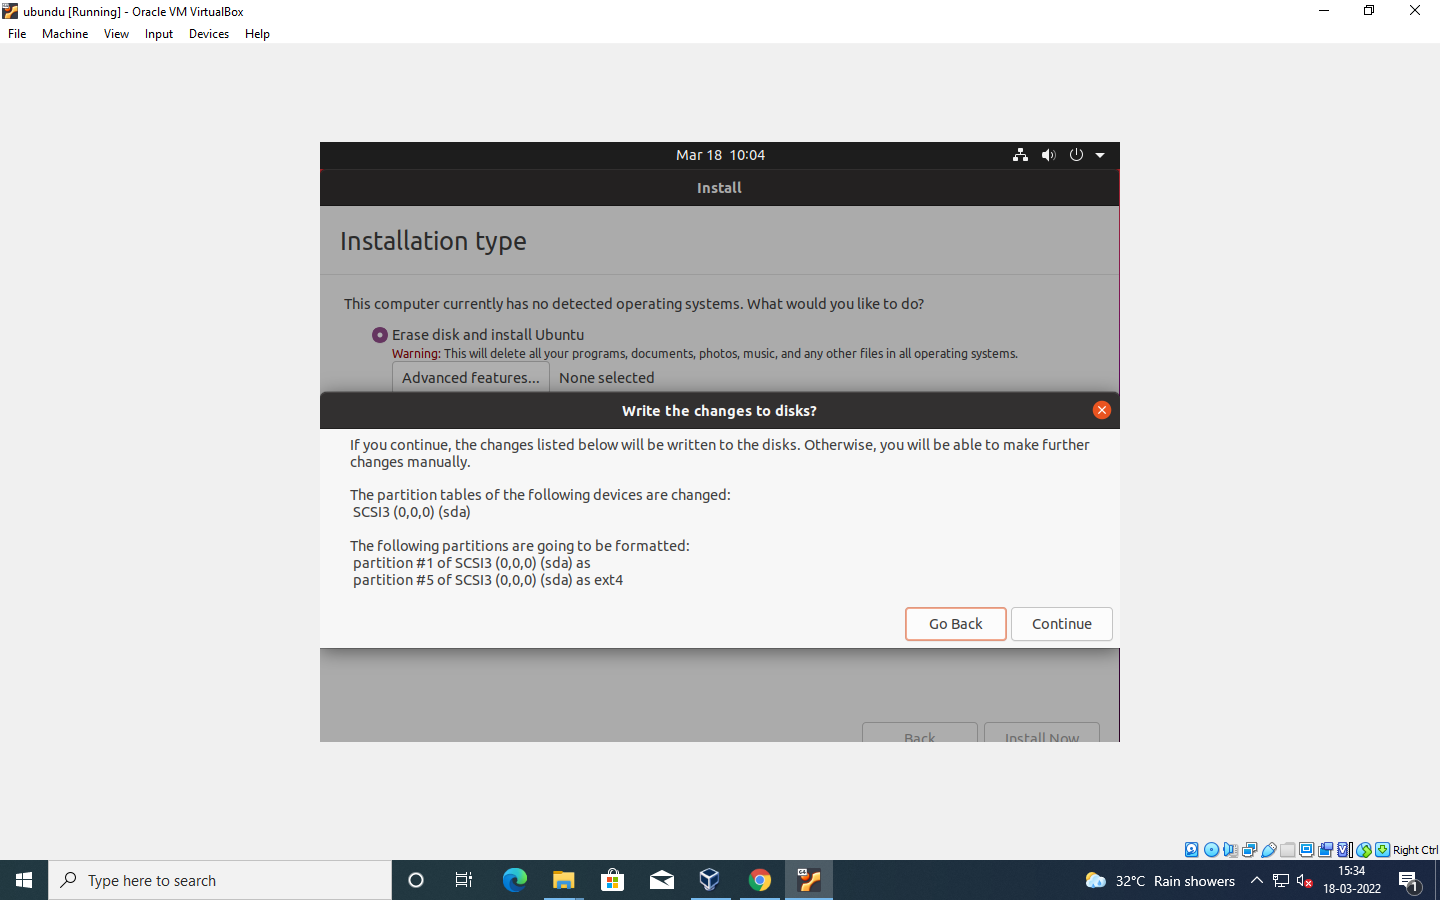 ubundu [Running] - Oracle VM VirtualBox
File Machine View Input Devices Help
Mar 18 10:04
Install
Installation type
This computer currently has no detected operating systems. What would you like to do?
Erase disk and install Ubuntu
Warning: This will delete all your programs, documents, photos, music, and any other files in all operating systems.
Advanced features... None selected
Write the changes to disks?
If you continue, the changes listed below will be written to the disks. Otherwise, you will be able to make further
changes manually.
The partition tables of the following devices are changed:
SCSI3 (0,0,0) (sda)
The following partitions are going to be formatted:
partition #1 of SCSI3 (0,0,0) (sda) as
partition #5 of SCSI3 (0,0,0) (sda) as ext4
Go Back Continue
Back Install Now
Right Ctrl
Type here to search
32°C Rain showers
15:34
18-03-2022
1